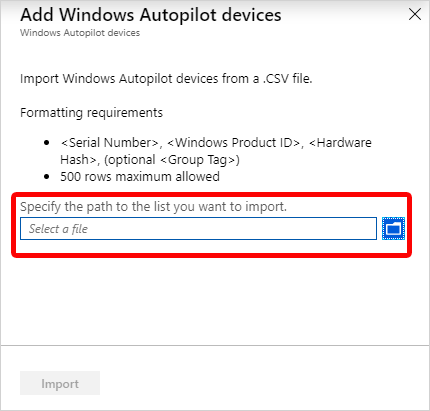 Add Windows Autopilot devices
Windows Autopilot devices
Import Windows Autopilot devices from a .CSV file.
Formatting requirements
<Serial Number>, <Windows Product ID>, <Hardware
Hash>, (optional <Group Tag>)
500 rows maximum allowed
Specify the path to the list you want to import.
Select a file
Import